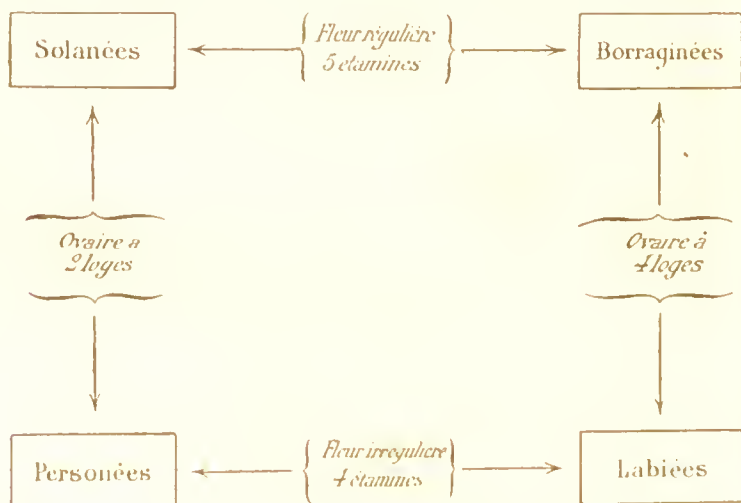 Solanées
Fleur régulière
5 étamines
Borraginées
Ovaire a
2 loges
Ovaire à
4 loges
Personées
Fleur irrégulière
4 étamines
Labiées